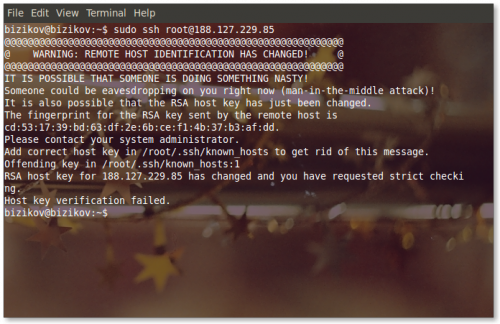 File Edit View Terminal Help
bizikov@bizikov:~$ sudo ssh root@188.127.229.85
@@@@@@@@@@@@@@@@@@@@@@@@@@@@@@@@@@@@@@@@@@@@@@@@@@@@@@@@@@@
@    WARNING: REMOTE HOST IDENTIFICATION HAS CHANGED!     @
@@@@@@@@@@@@@@@@@@@@@@@@@@@@@@@@@@@@@@@@@@@@@@@@@@@@@@@@@@@
IT IS POSSIBLE THAT SOMEONE IS DOING SOMETHING NASTY!
Someone could be eavesdropping on you right now (man-in-the-middle attack)!
It is also possible that the RSA host key has just been changed.
The fingerprint for the RSA key sent by the remote host is
cd:53:17:39:bd:63:df:2e:6b:ce:f1:4b:37:b3:af:dd.
Please contact your system administrator.
Add correct host key in /root/.ssh/known_hosts to get rid of this message.
Offending key in /root/.ssh/known_hosts:1
RSA host key for 188.127.229.85 has changed and you have requested strict checki
ng.
Host key verification failed.
bizikov@bizikov:~$